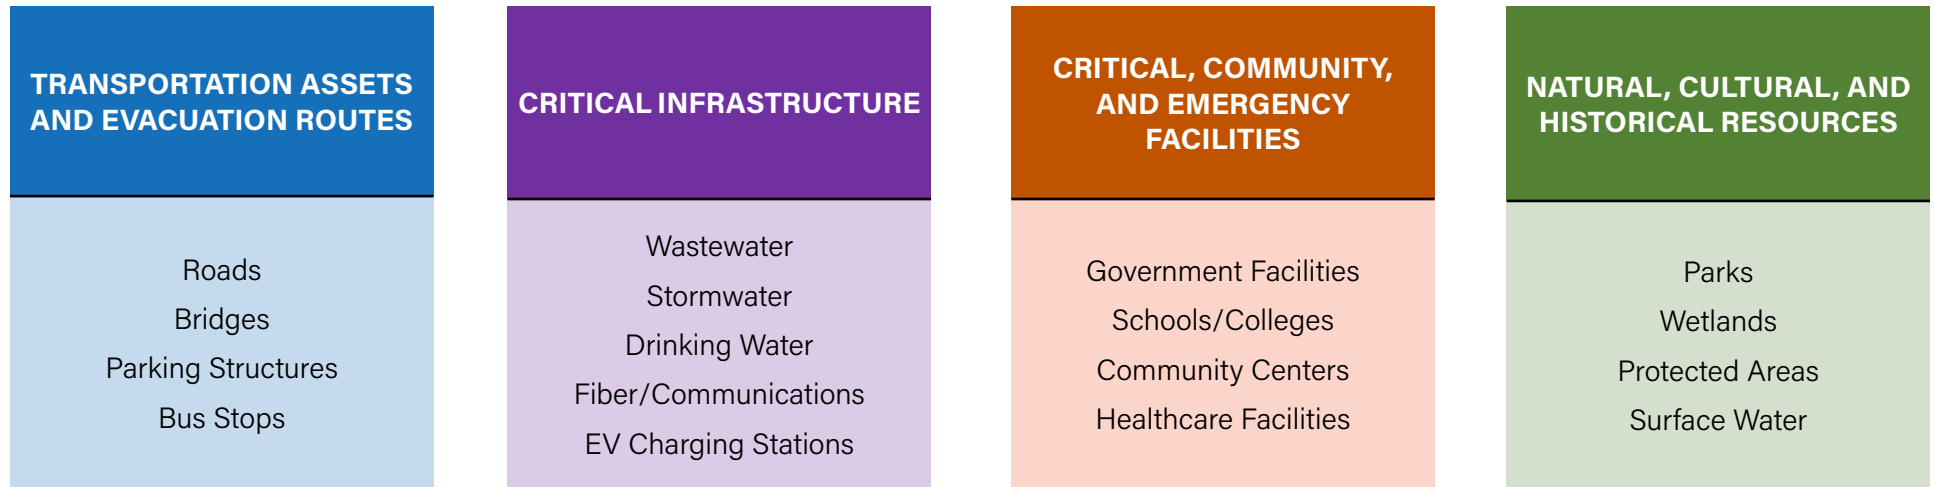 TRANSPORTATION ASSETS
AND EVACUATION ROUTES
Roads
Bridges
Parking Structures
Bus Stops
CRITICAL INFRASTRUCTURE
Wastewater
Stormwater
Drinking Water
Fiber/Communications
EV Charging Stations
CRITICAL, COMMUNITY,
AND EMERGENCY
FACILITIES
Government Facilities
Schools/Colleges
Community Centers
Healthcare Facilities
NATURAL, CULTURAL, AND
HISTORICAL RESOURCES
Parks
Wetlands
Protected Areas
Surface Water